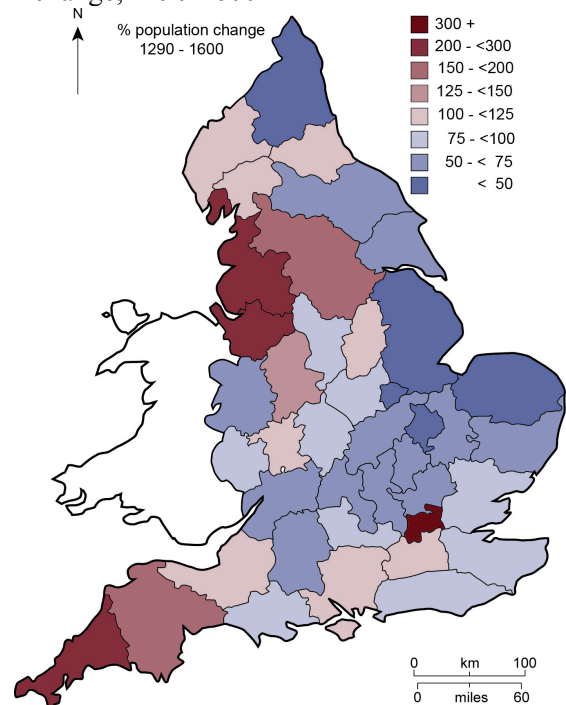 N
% population change
1290 - 1600
300 +
200 - <300
150 - <200
125 - <150
100 - <125
75 - <100
50 - < 75
< 50
0 km 100
0 miles 60